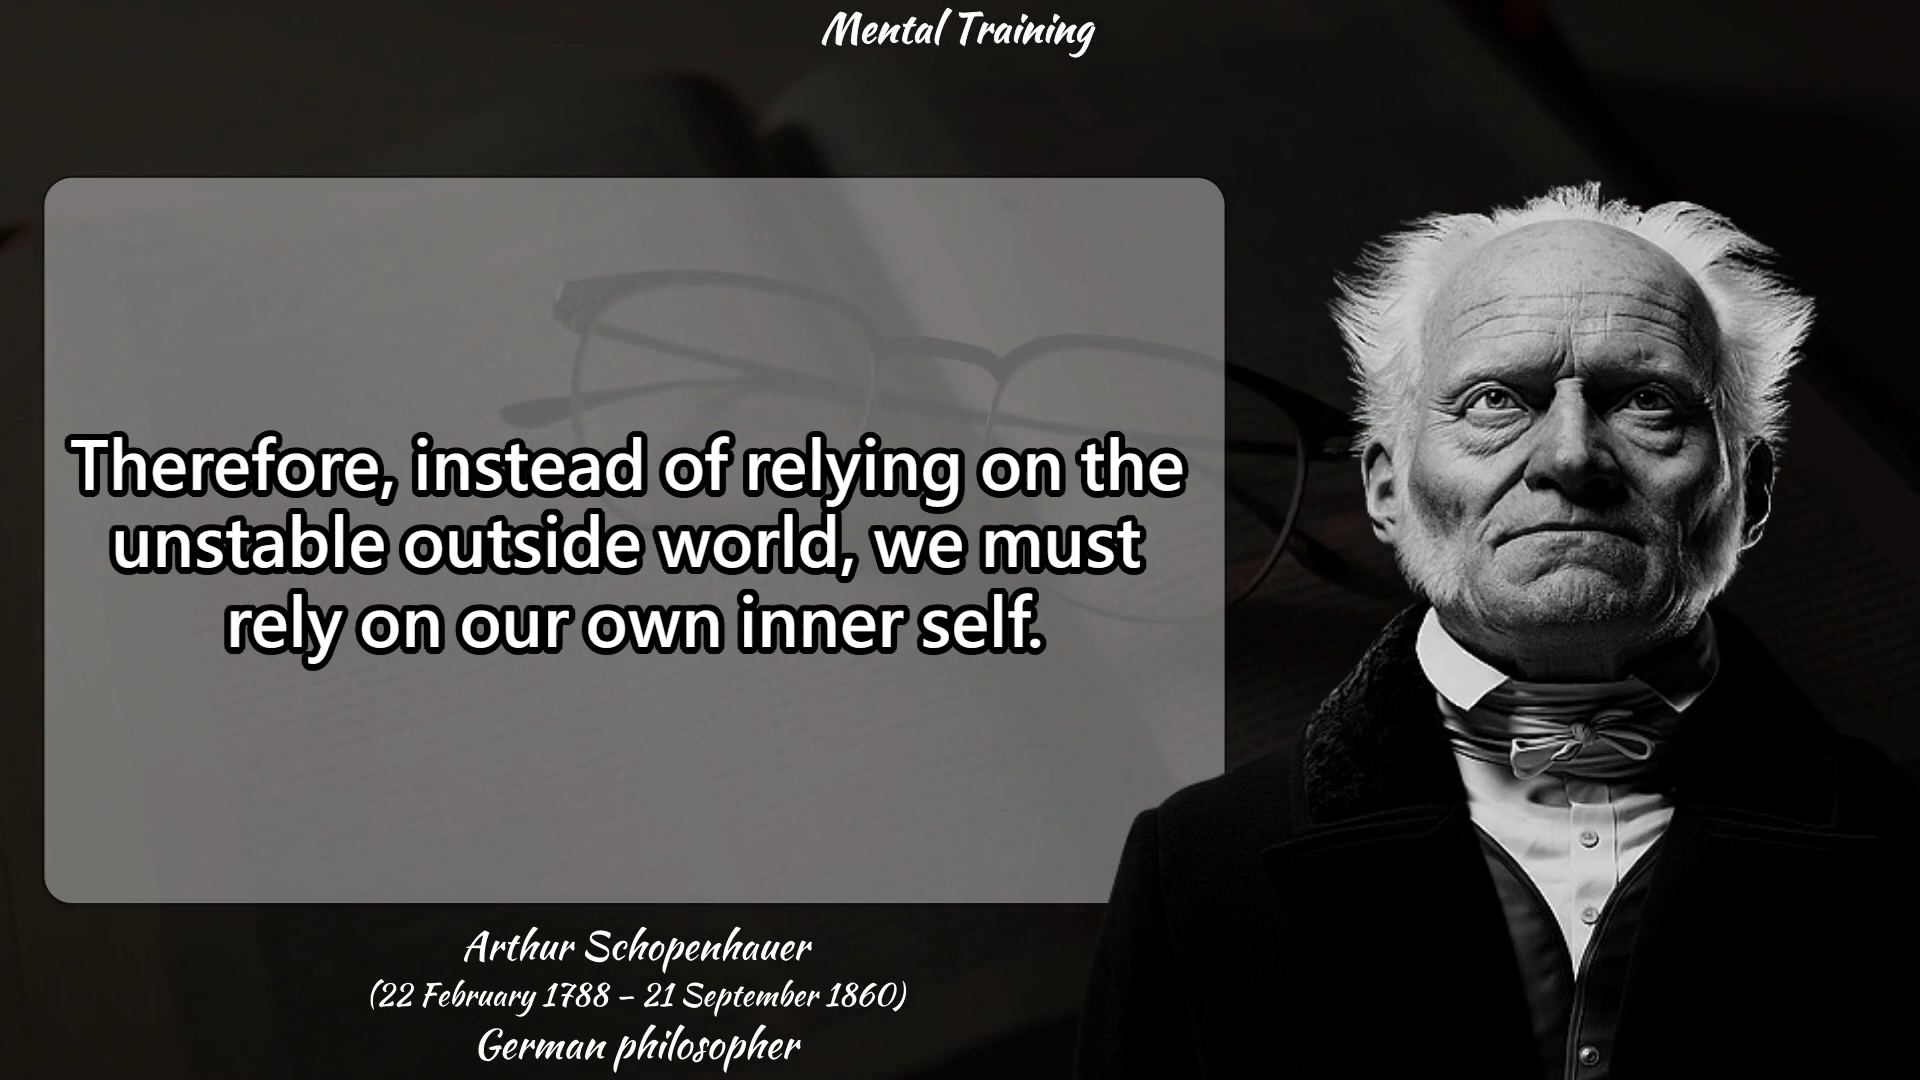 Mental Training
Therefore, instead of relying on the
unstable outside world, we must
rely on our own inner self.
Arthur Schopenhauer
(22 February 1788 – 21 September 1860)
German philosopher